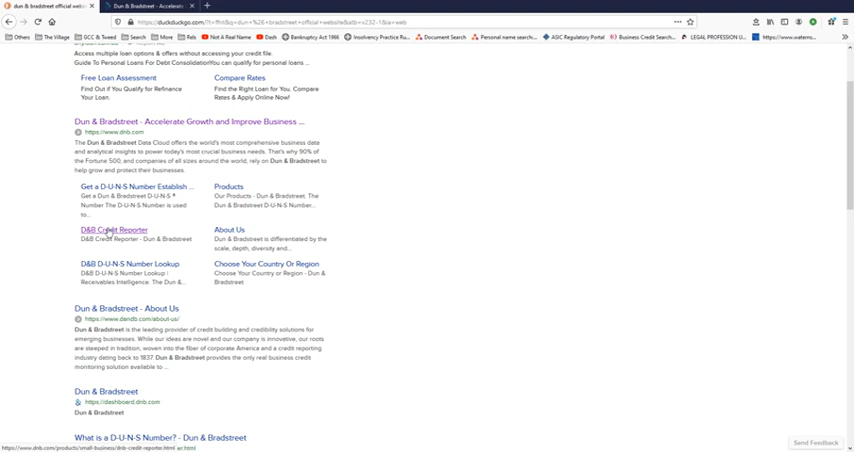 dun & bradstreet official websi
Dun & Bradstreet - Duckduckgo.c
https://duckduckgo.com/?t=ffht&q=dun+%26+bradstreet+official+website&atb=v232-1&ia=web
Others
The Village
GCC & Tweed
Search
More
Rels
Not A Real Name
Dash
Bankruptcy Act 1966
Insolvency Practice Ru...
Document Search
Personal name searc...
ASIC Regulatory Portal
Business Credit Sear...
LEGAL PROFESSION U...
https://www.waterns...
Access multiple loan options & offers without accessing your credit file.
Guide To Personal Loans For Debt ConsolidationYou can qualify for personal loans ...
Free Loan Assessment
Find Out if You Qualify for Refinance
Your Loan.
Compare Rates
Find the Right Loan for You. Compare
Rates & Apply Online Now!
Dun & Bradstreet - Accelerate Growth and Improve Business ...
https://www.dnb.com
The Dun & Bradstreet Data Cloud offers the world's most comprehensive business data
and analytical insights to power today's most crucial business needs. That's why 90% of
the Fortune 500, and companies of all sizes around the world, rely on Dun & Bradstreet to
help grow and protect their businesses.
Get a D-U-N-S Number Establish ...
Get a Dun & Bradstreet D-U-N-S ®
Number The D-U-N-S Number is used
to...
Products
Our Products - Dun & Bradstreet. The
Dun & Bradstreet D-U-N-S Number...
D&B Credit Reporter
D&B Credit Reporter - Dun & Bradstreet
About Us
Dun & Bradstreet is differentiated by the
scale, depth, diversity and...
D&B D-U-N-S Number Lookup
D&B D-U-N-S Number Lookup |
Receivables Intelligence. The Dun &...
Choose Your Country Or Region
Choose Your Country or Region - Dun &
Bradstreet
Dun & Bradstreet - About Us
https://www.dandb.com/about-us/
Dun & Bradstreet is the leading provider of credit building and credibility solutions for
emerging businesses. While our ideas are novel and our company is innovative, our roots
are steeped in tradition, woven into the fiber of corporate America and a credit reporting
industry dating back to 1837. Dun & Bradstreet provides the only real business credit
monitoring solution available to ...
Dun & Bradstreet
https://dashboard.dnb.com
Dun & Bradstreet
What is a D-U-N-S Number? - Dun & Bradstreet
https://www.dnb.com/products/small-business/dnb-credit-reporter.html
Send Feedback